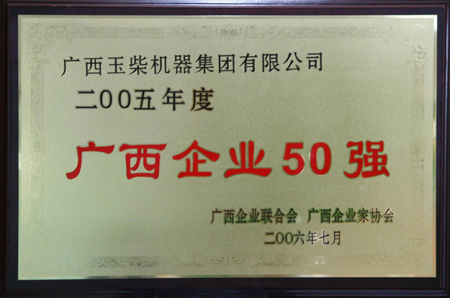 广西玉柴机器集团有限公司
二00五年度
广西企业50强
广西企业联合会 广西企业家协会
二00六年七月